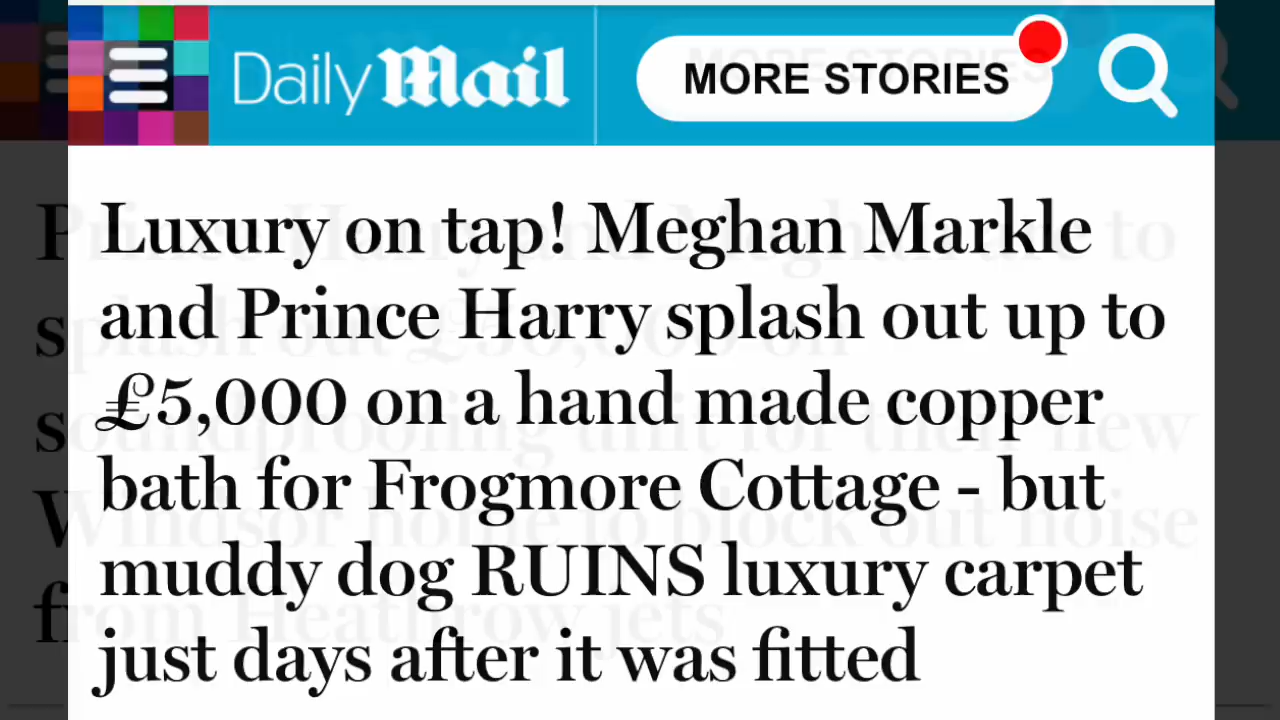 Daily Mail
MORE STORIES
Luxury on tap! Meghan Markle
and Prince Harry splash out up to
£5,000 on a hand made copper
bath for Frogmore Cottage - but
muddy dog RUINS luxury carpet
just days after it was fitted